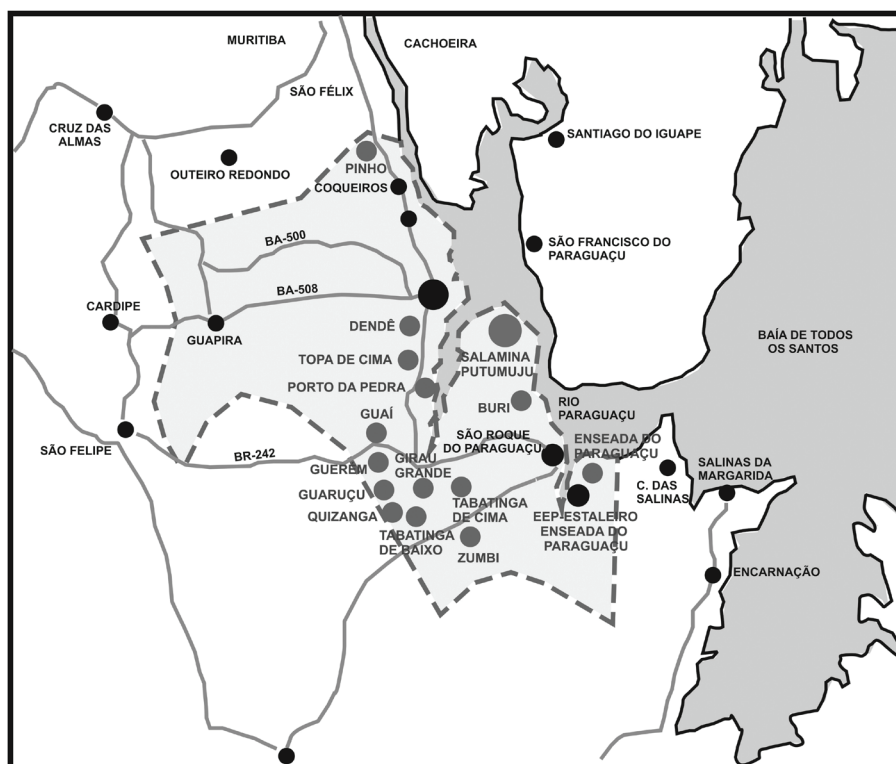 MURITIBA
CACHOEIRA
SÃO FÉLIX
CRUZ DAS
ALMAS
SANTIAGO DO IGUAPE
OUTEIRO REDONDO
PINHO
COQUEIROS
BA-500
SÃO FRANCISCO DO
PARAGUAÇU
BA-508
CARDIPE
GUAPIRA
DENDÊ
BAÍA DE TODOS
OS SANTOS
TOPA DE CIMA
SALAMINA
PUTUMUJU
PORTO DA PEDRA
BURI
RIO
PARAGUAÇU
GUAÍ
SÃO ROQUE
DO PARAGUAÇU
ENSEADA DO
PARAGUAÇU
SÃO FELIPE
BR-242
GUERÉM
GIRAU
GRANDE
SALINAS DA
MARGARIDA
C. DAS
SALINAS
GUARUÇU
TABATINGA
DE CIMA
QUIZANGA
EEP-ESTALEIRO
ENSEADA DO
PARAGUAÇU
TABATINGA
DE BAIXO
ZUMBI
ENCARNAÇÃO